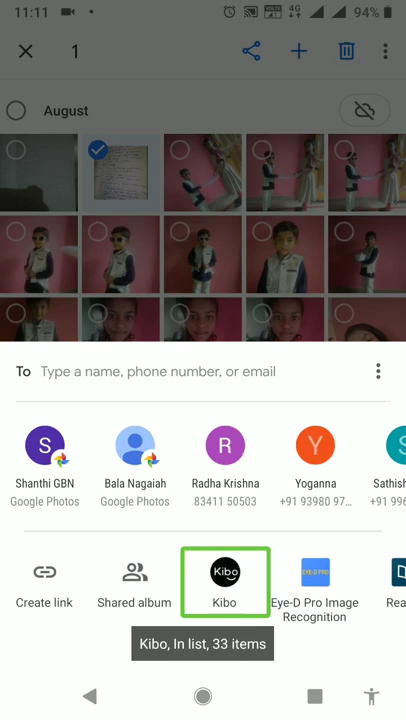 11:11 VoLTE 4G 94%
1
August
To Type a name, phone number, or email
S R Y S
Shanthi GBN Bala Nagaiah Radha Krishna Yoganna Sathish
Google Photos Google Photos 83411 50503 +91 93980 97... +91 996
Kibo EYE-D PRO
Create link Shared album Kibo Eye-D Pro Image Rea
Recognition
Kibo, In list, 33 items